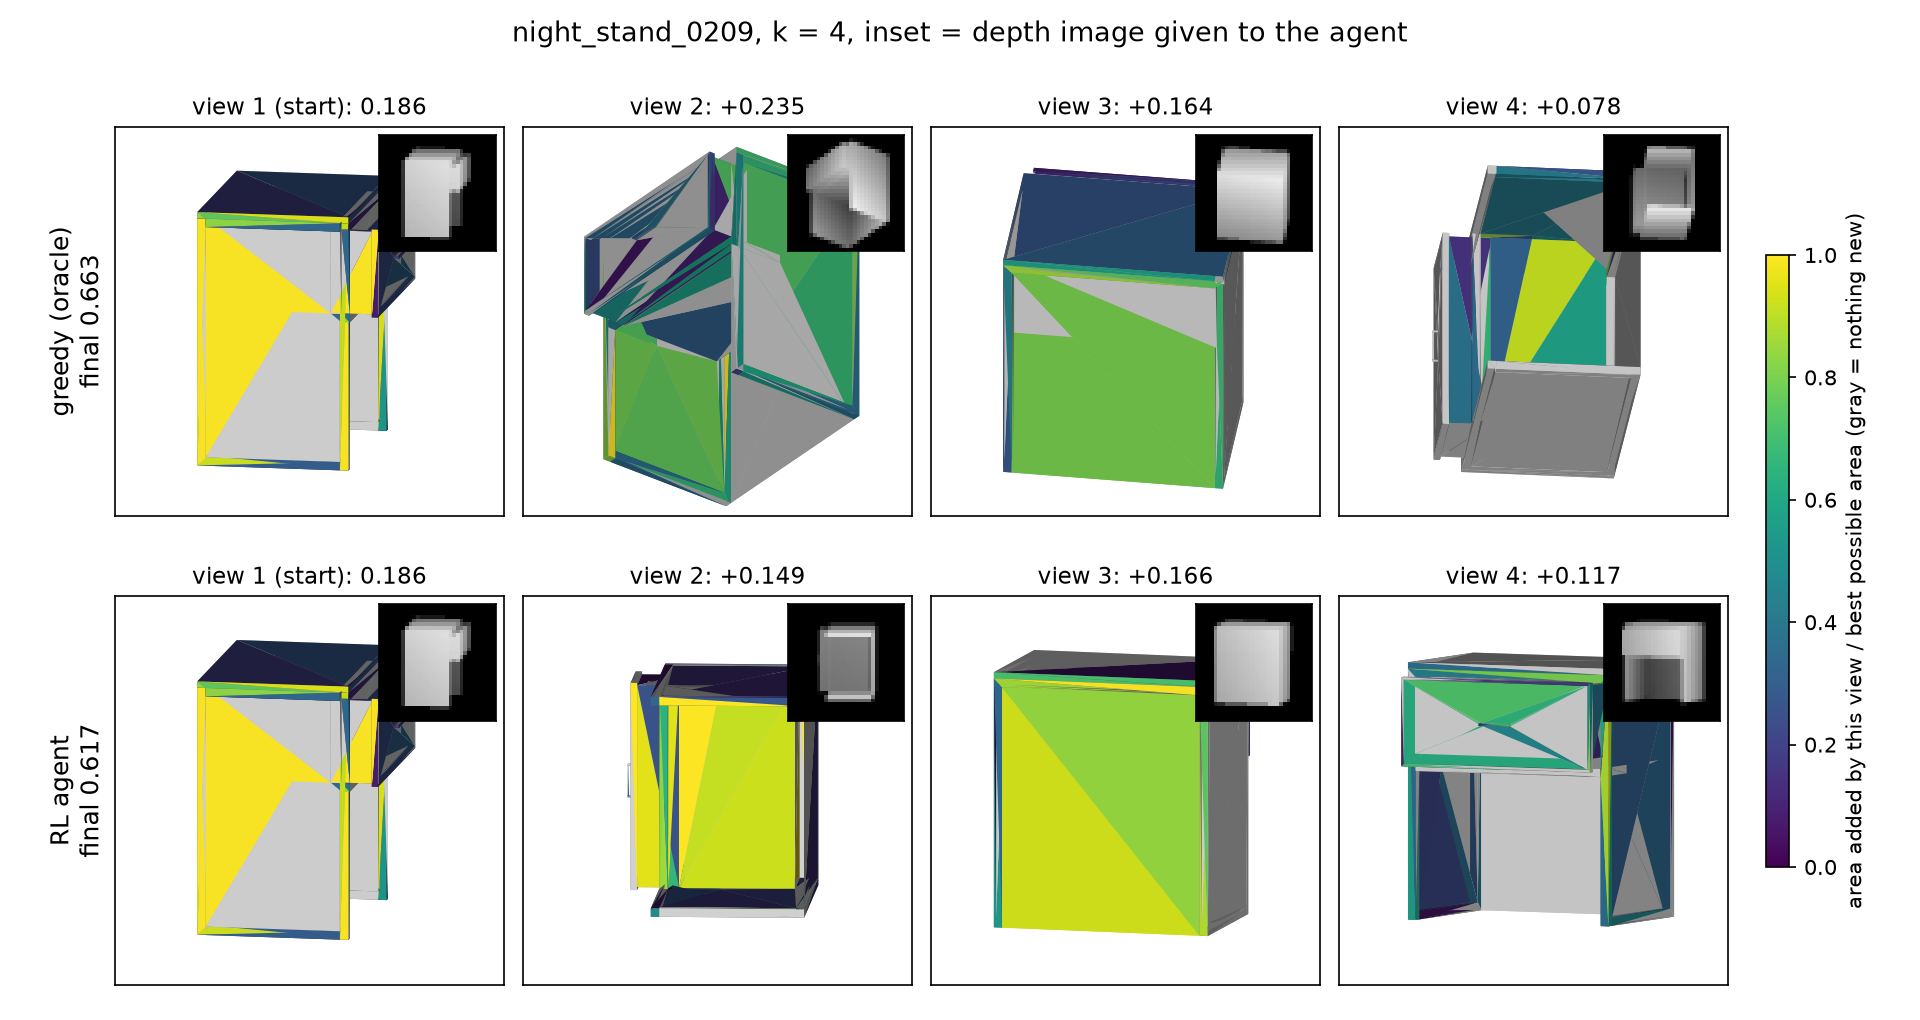 night_stand_0209, k = 4, inset = depth image given to the agent
view 1 (start): 0.186
view 2: +0.235
view 3: +0.164
view 4: +0.078
greedy (oracle)
final 0.663
view 1 (start): 0.186
view 2: +0.149
view 3: +0.166
view 4: +0.117
RL agent
final 0.617
1.0
0.8
0.6
0.4
0.2
0.0
area added by this view / best possible area (gray = nothing new)